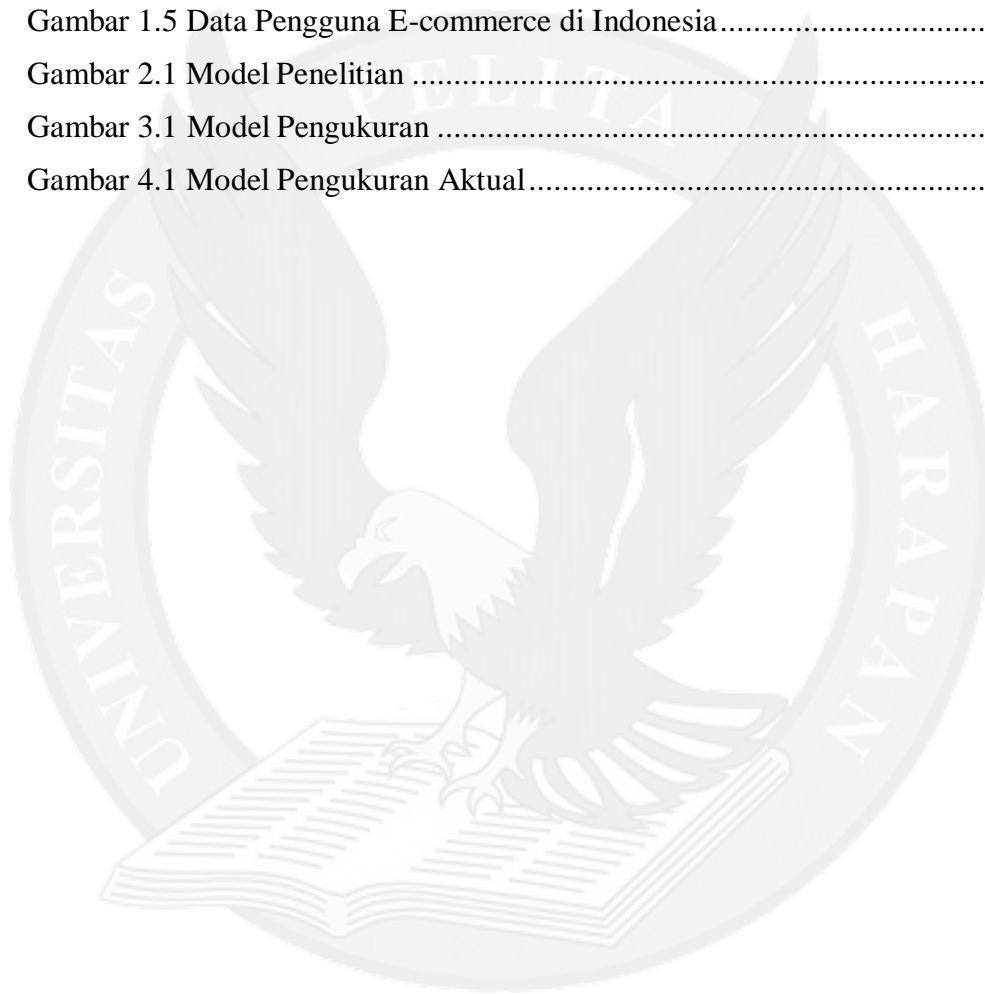 Gambar 1.5 Data Pengguna E-commerce di Indonesia..............................
Gambar 2.1 Model Penelitian ......................................................................
Gambar 3.1 Model Pengukuran ...................................................................
Gambar 4.1 Model Pengukuran Aktual.......................................................
UNIVERSITAS PELITA HARAPAN